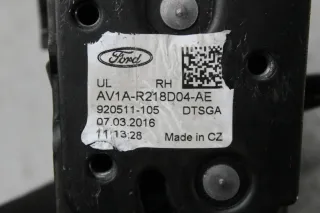 Ford
UL RH
AV1A-R218D04-AE
920511-105 DTSGA
07.03.2016
11:13:28 Made in CZ